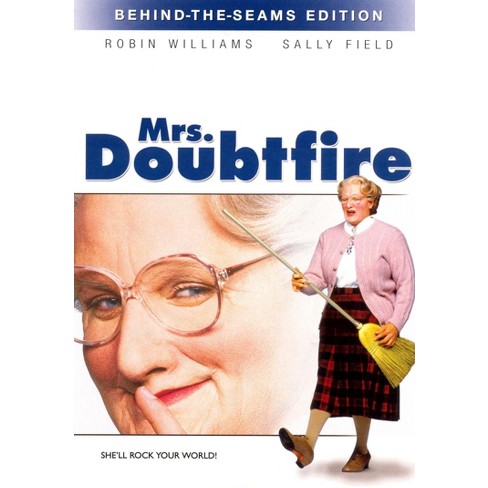 BEHIND-THE-SEAMS EDITION
ROBIN WILLIAMS SALLY FIELD
Mrs.
Doubtfire
SHE'LL ROCK YOUR WORLD!